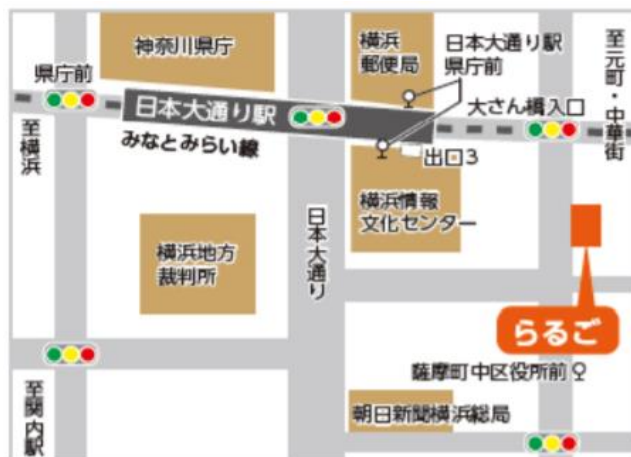 神奈川県庁
横浜
郵便局
日本大通り駅
県庁前
至元町・中華街
県庁前
日本大通り駅
大さん橋入口
みなとみらい線
出口3
至横浜
横浜情報
文化センター
日本大通り
横浜地方
裁判所
らるご
薩摩町中区役所前
至関内駅
朝日新聞横浜総局